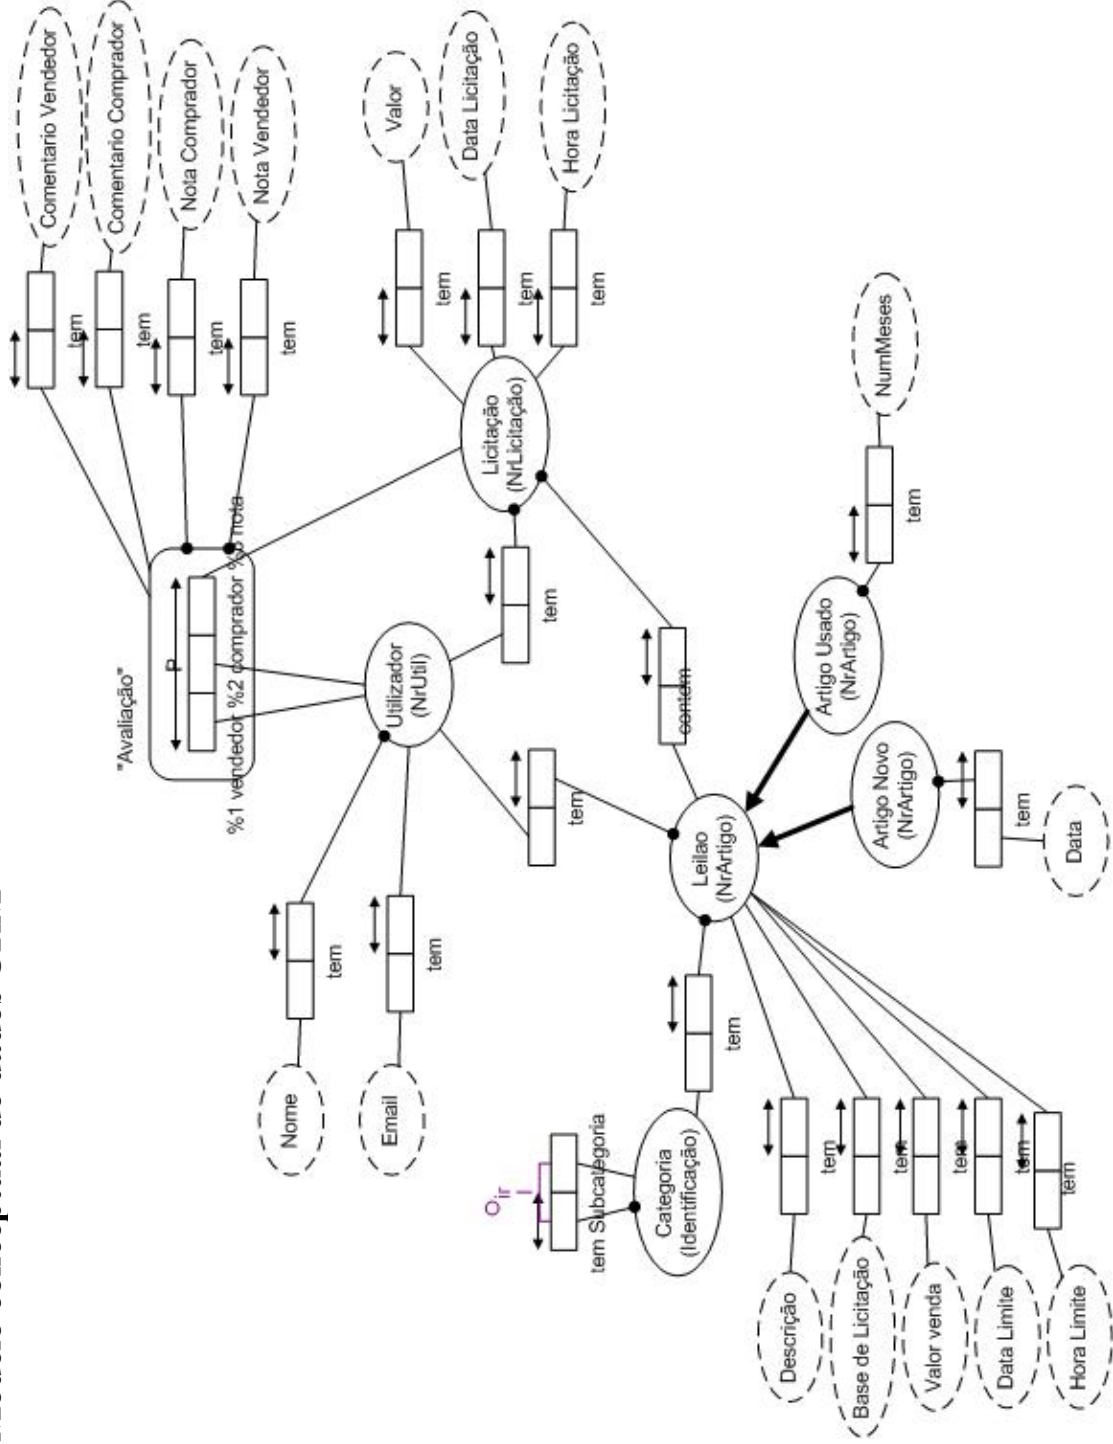 Comentario Vendedor
Comentario Comprador
Nota Comprador
Nota Vendedor
tem
tem
tem
tem
"Avaliação"
P
%1 vendedor %2 comprador %3 nota
Valor
Data Licitação
Hora Licitação
tem
tem
tem
Licitação
(NrLicitação)
Utilizador
(NrUtil)
tem
Nome
tem
Email
tem
tem
contem
NumMeses
tem
Artigo Usado
(NrArtigo)
Artigo Novo
(NrArtigo)
tem
Data
Leilao
(NrArtigo)
tem
Oir
tem Subcategoria
Categoria
(Identificação)
Descrição
tem
Base de Licitação
tem
Valor venda
tem
Data Limite
tem
Hora Limite
tem